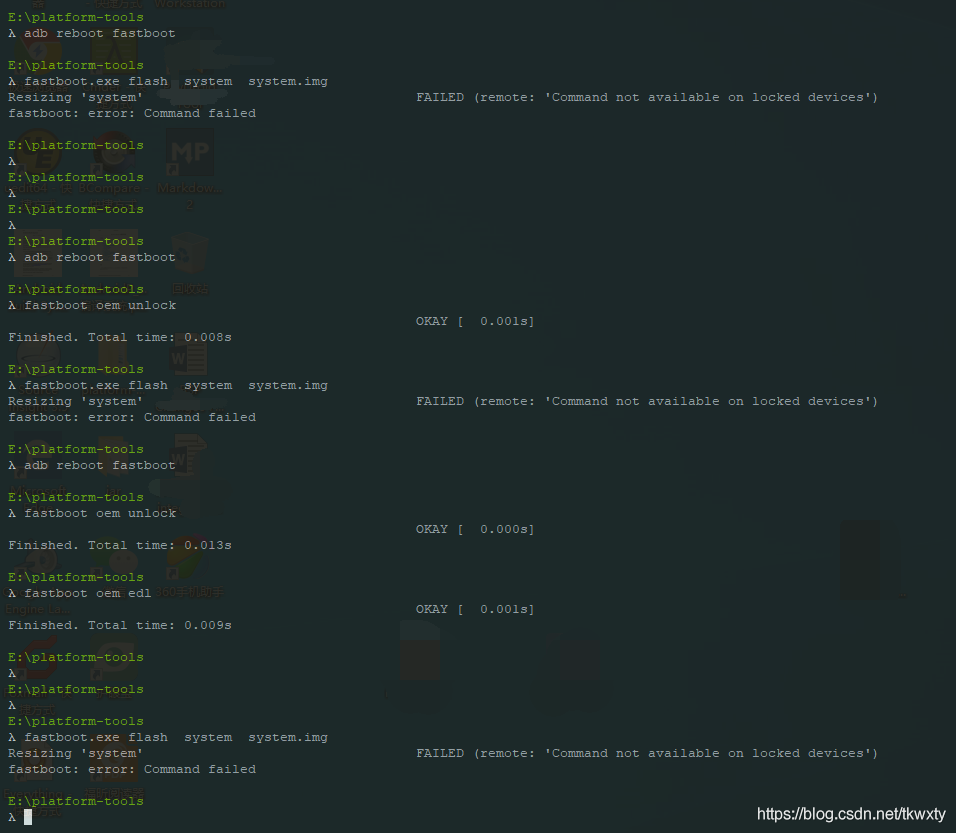 Workstation
E:\platform-tools
λ adb reboot fastboot
E:\platform-tools
λ fastboot.exe flash  system  system.img
Resizing 'system'                                  FAILED (remote: 'Command not available on locked devices')
fastboot: error: Command failed
E:\platform-tools
λ
E:\platform-tools
λ
E:\platform-tools
λ
E:\platform-tools
λ adb reboot fastboot
E:\platform-tools
λ fastboot oem unlock
OKAY [  0.001s]
Finished. Total time: 0.008s
E:\platform-tools
λ fastboot.exe flash  system  system.img
Resizing 'system'                                  FAILED (remote: 'Command not available on locked devices')
fastboot: error: Command failed
E:\platform-tools
λ adb reboot fastboot
E:\platform-tools
λ fastboot oem unlock
OKAY [  0.000s]
Finished. Total time: 0.013s
E:\platform-tools
λ fastboot oem edl
OKAY [  0.001s]
Finished. Total time: 0.009s
E:\platform-tools
λ
E:\platform-tools
λ
E:\platform-tools
λ fastboot.exe flash  system  system.img
Resizing 'system'                                  FAILED (remote: 'Command not available on locked devices')
fastboot: error: Command failed
E:\platform-tools
λ
https://blog.csdn.net/tkwxty